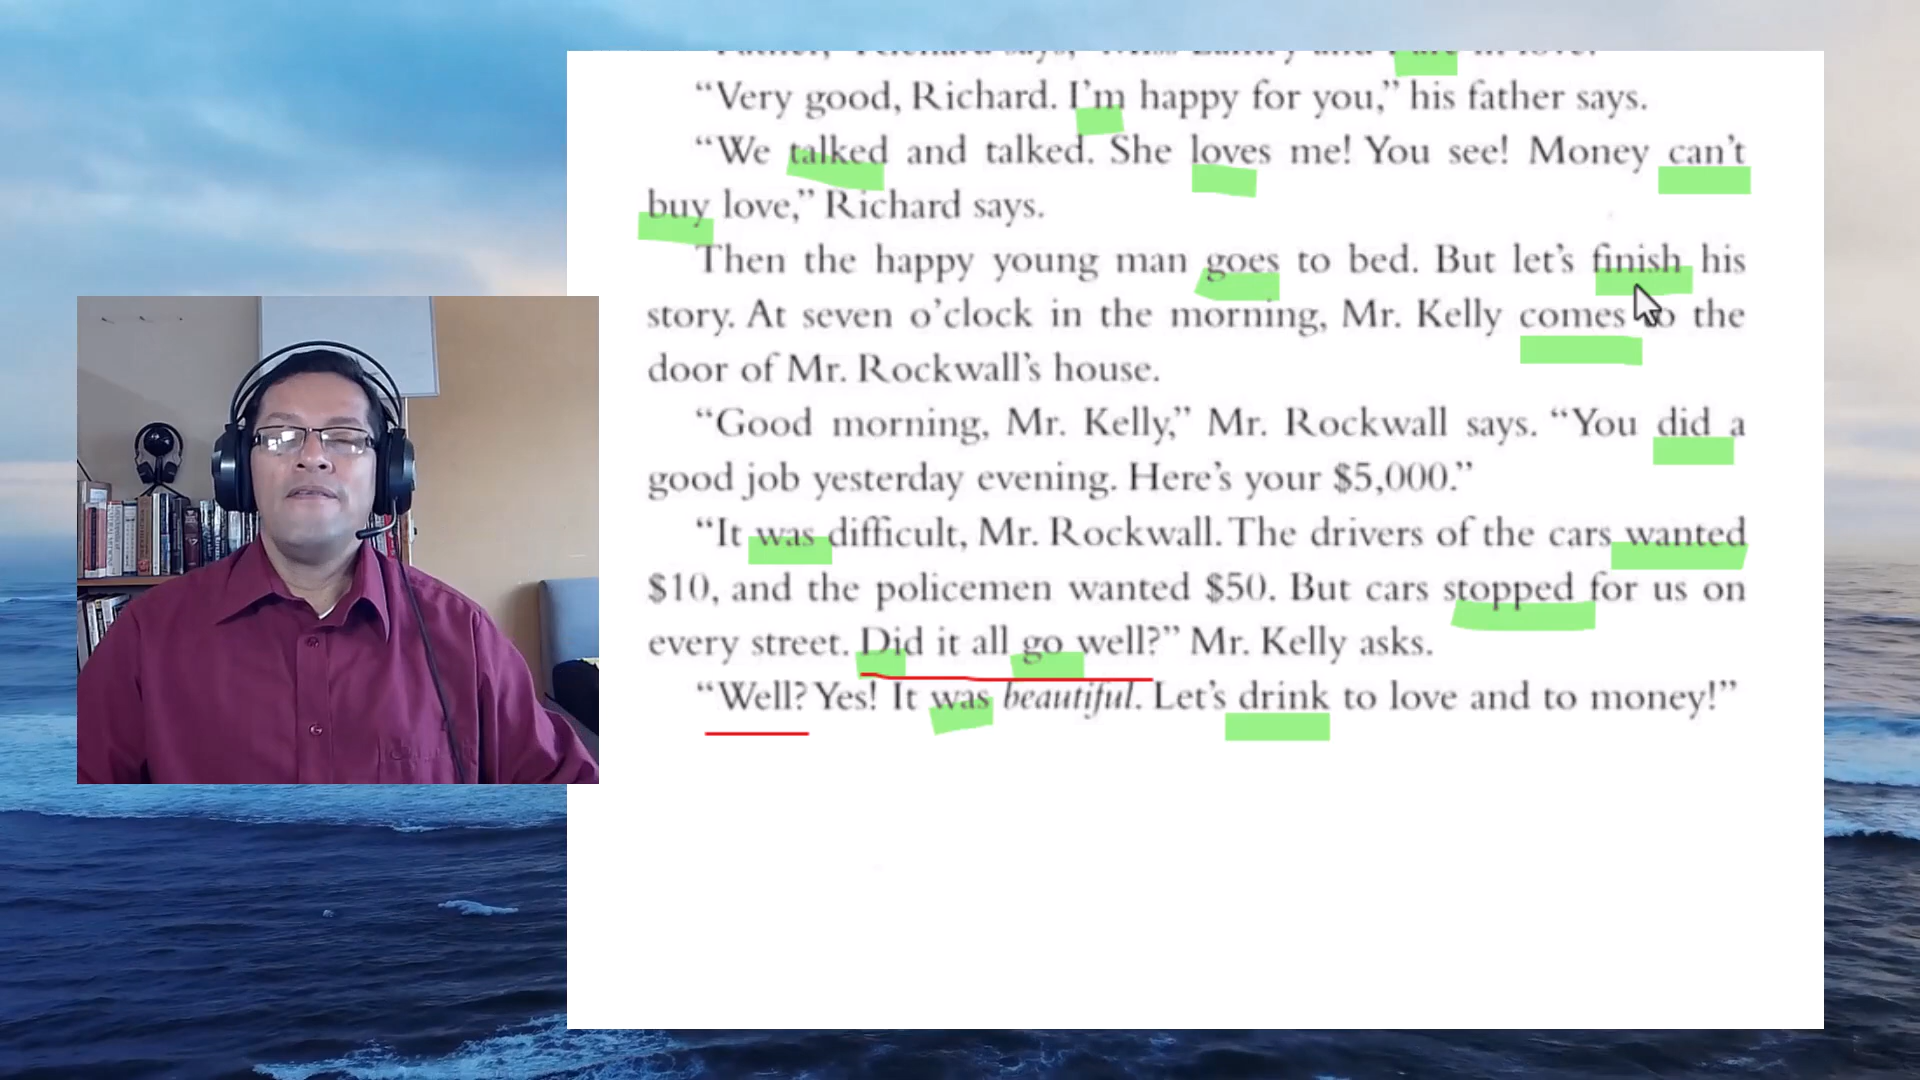 “Very good, Richard. I’m happy for you,” his father says.
“We talked and talked. She loves me! You see! Money can’t
buy love,” Richard says.
Then the happy young man goes to bed. But let’s finish his
story. At seven o’clock in the morning, Mr. Kelly comes to the
door of Mr. Rockwall’s house.
“Good morning, Mr. Kelly,” Mr. Rockwall says. “You did a
good job yesterday evening. Here’s your $5,000.”
“It was difficult, Mr. Rockwall. The drivers of the cars wanted
$10, and the policemen wanted $50. But cars stopped for us on
every street. Did it all go well?” Mr. Kelly asks.
“Well? Yes! It was beautiful. Let’s drink to love and to money!”